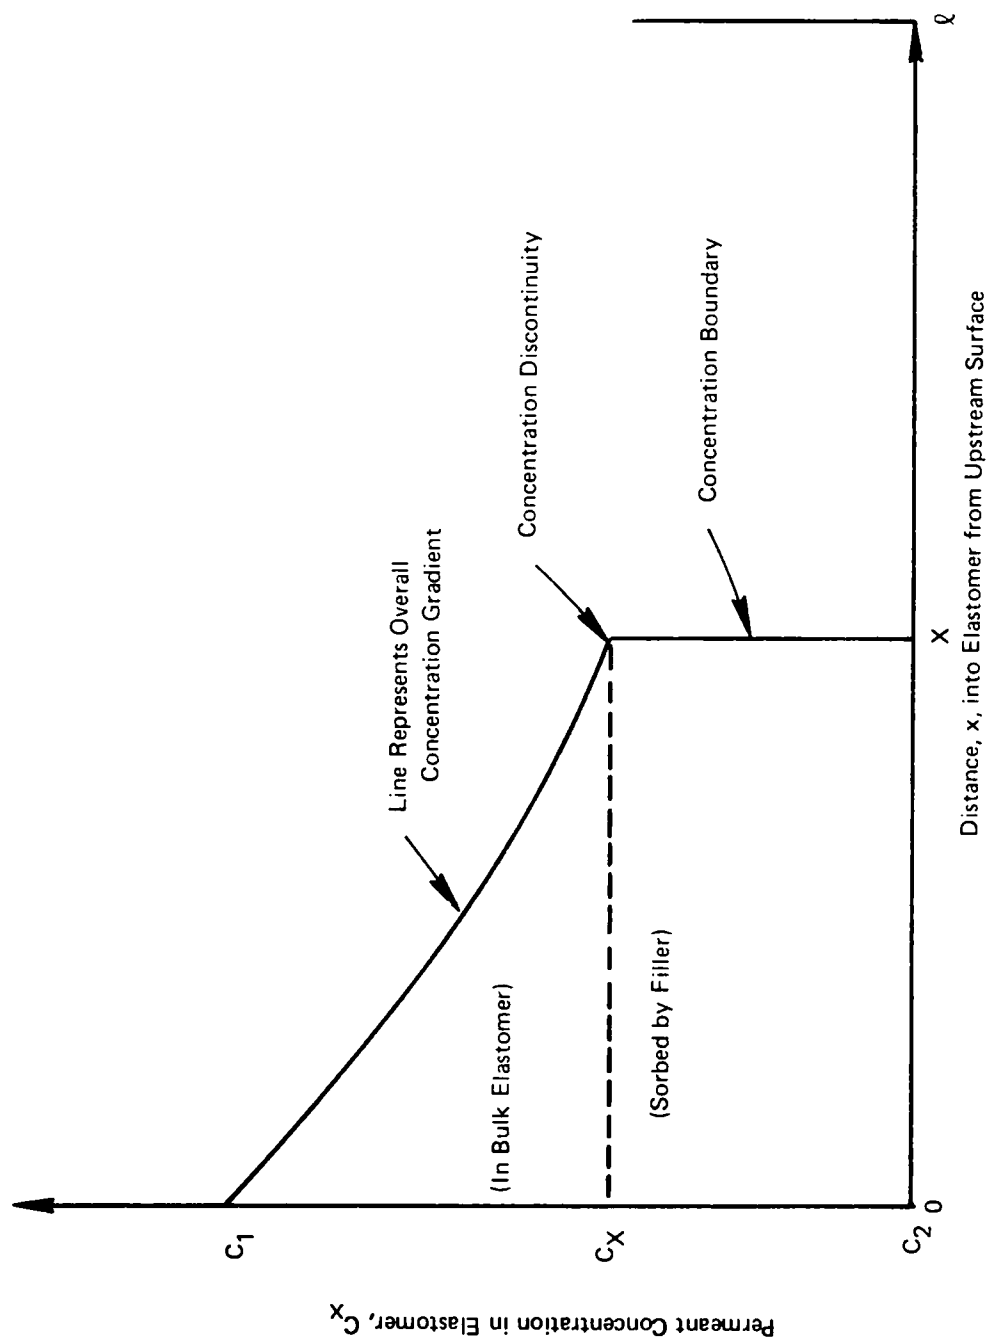 Permeant Concentration in Elastomer, Cx
C1
CX
C2
Line Represents Overall
Concentration Gradient
Concentration Discontinuity
Concentration Boundary
(In Bulk Elastomer)
(Sorbed by Filler)
0
X
ℓ
Distance, x, into Elastomer from Upstream Surface